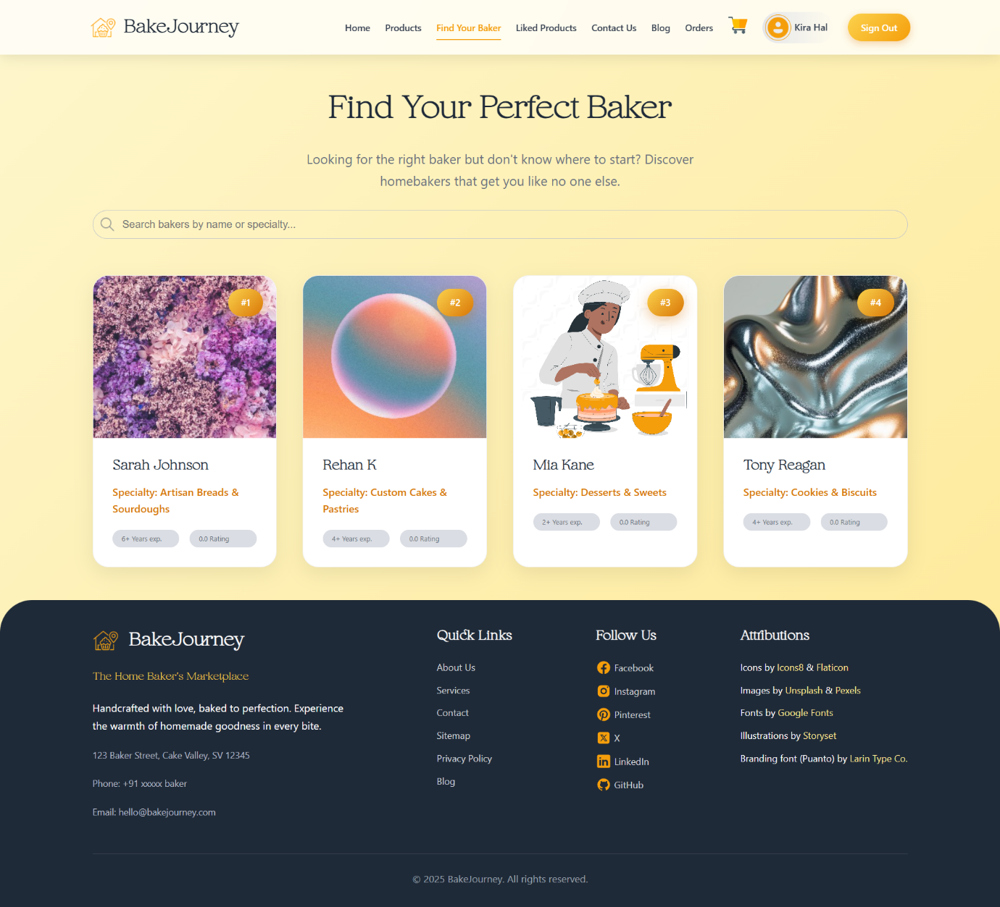 BakeJourney
Home Products Find Your Baker Liked Products Contact Us Blog Orders Kira Hal Sign Out
Find Your Perfect Baker
Looking for the right baker but don't know where to start? Discover
homebakers that get you like no one else.
Search bakers by name or specialty...
#1
Sarah Johnson
Specialty: Artisan Breads &
Sourdoughs
6+ Years exp. 0.0 Rating
#2
Rehan K
Specialty: Custom Cakes &
Pastries
4+ Years exp. 0.0 Rating
#3
Mia Kane
Specialty: Desserts & Sweets
2+ Years exp. 0.0 Rating
#4
Tony Reagan
Specialty: Cookies & Biscuits
4+ Years exp. 0.0 Rating
BakeJourney
The Home Baker's Marketplace
Handcrafted with love, baked to perfection. Experience
the warmth of homemade goodness in every bite.
123 Baker Street, Cake Valley, SV 12345
Phone: +91 xxxxx baker
Email: hello@bakejourney.com
Quick Links
About Us
Services
Contact
Sitemap
Privacy Policy
Blog
Follow Us
Facebook
Instagram
Pinterest
X
LinkedIn
GitHub
Attributions
Icons by Icons8 & Flaticon
Images by Unsplash & Pexels
Fonts by Google Fonts
Illustrations by Storyset
Branding font (Puanto) by Larin Type Co.
© 2025 BakeJourney. All rights reserved.